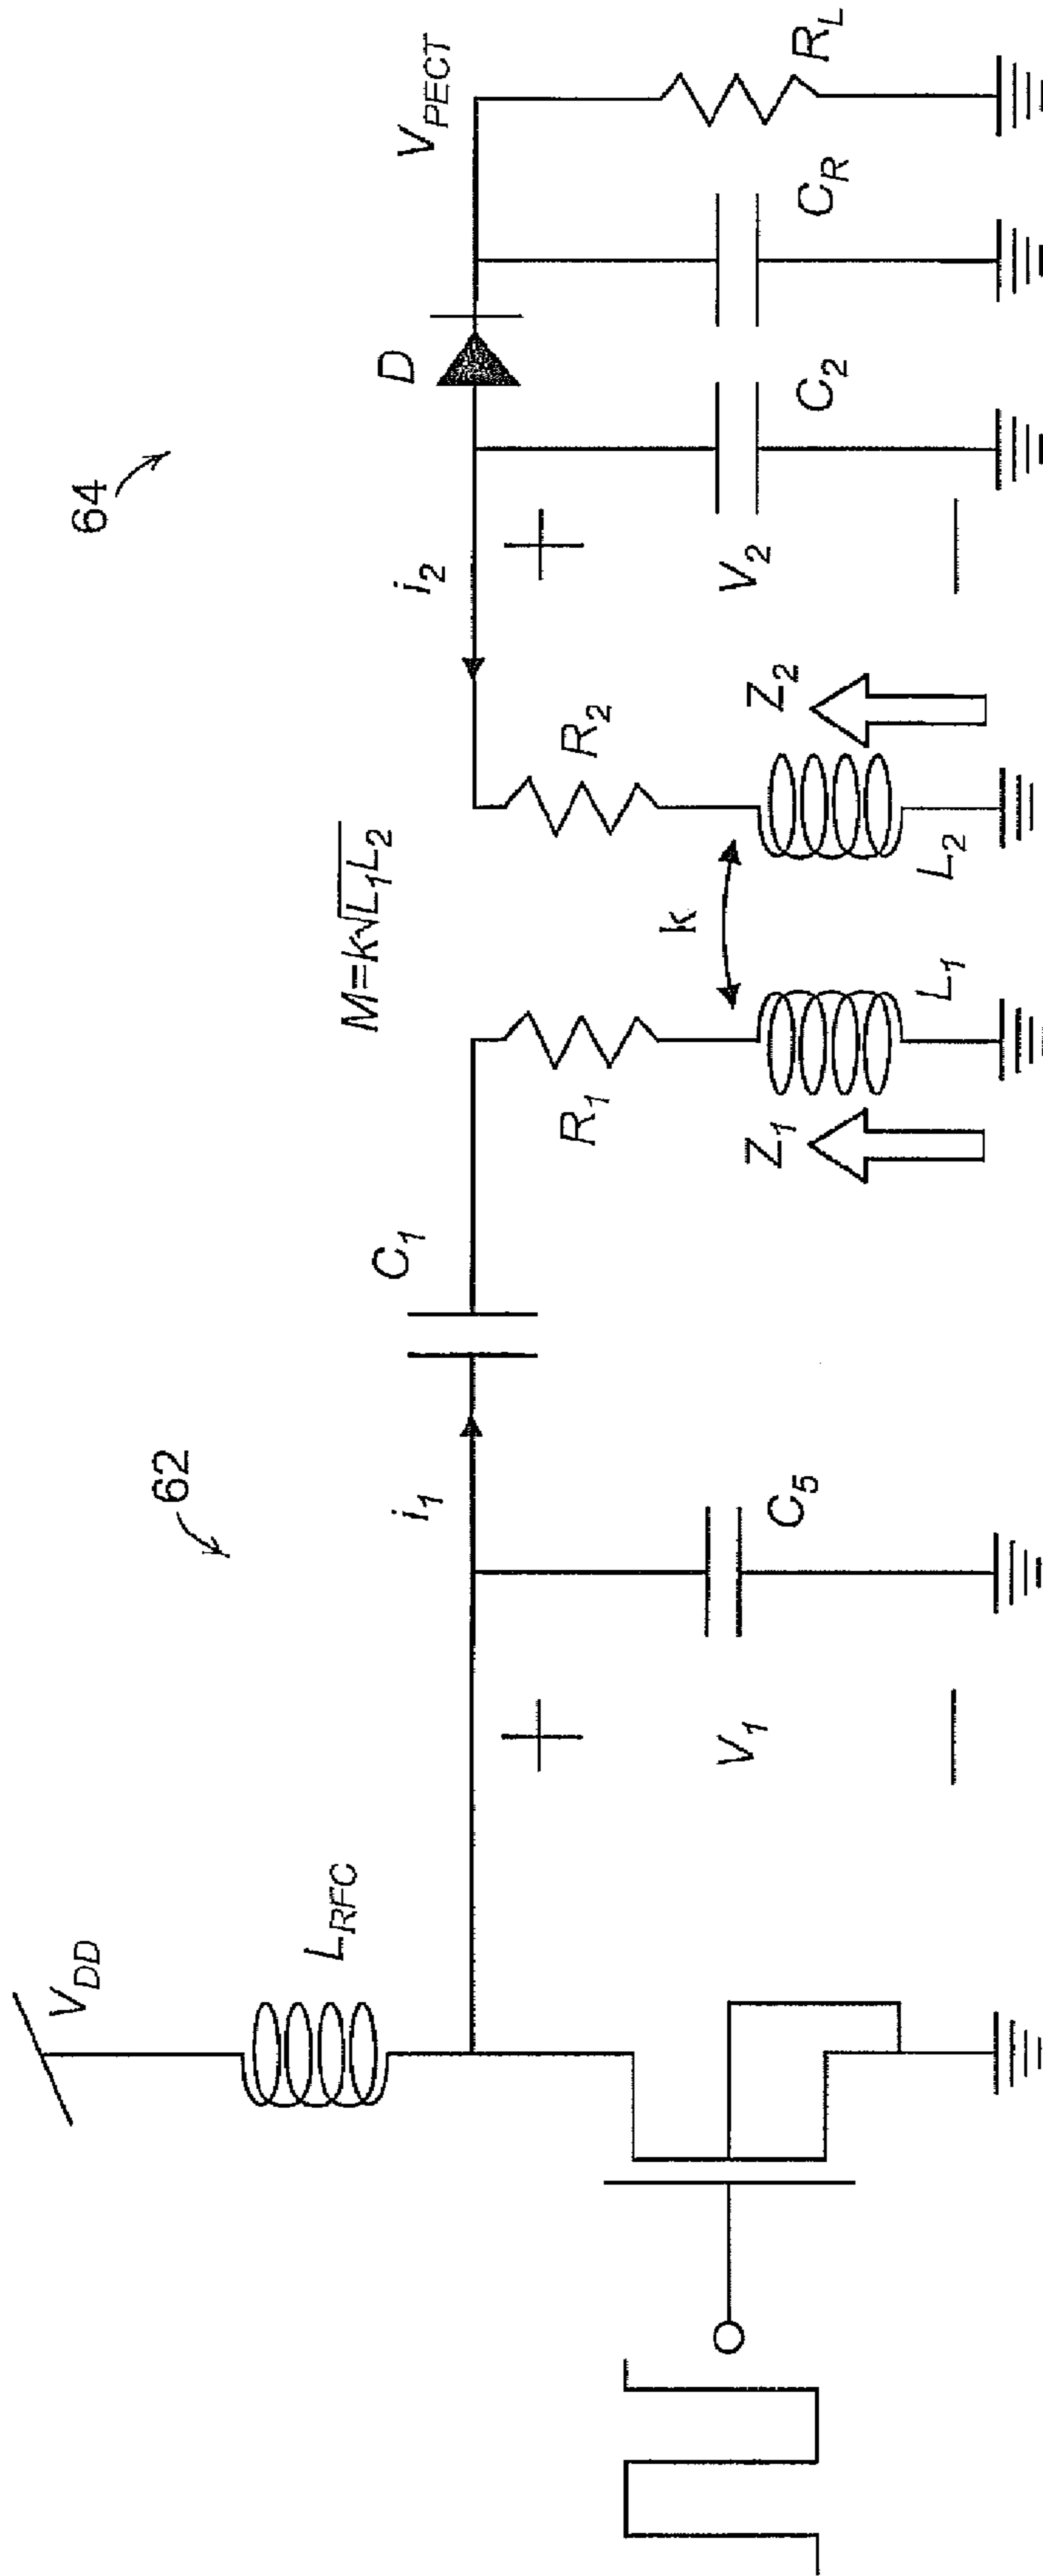 62
64
V_DD
L_RFC
V_1
i_1
C_5
C_1
R_1
Z_1
L_1
M=k√L_1L_2
k
R_2
L_2
Z_2
i_2
V_2
C_2
D
C_R
V_PECT
R_L